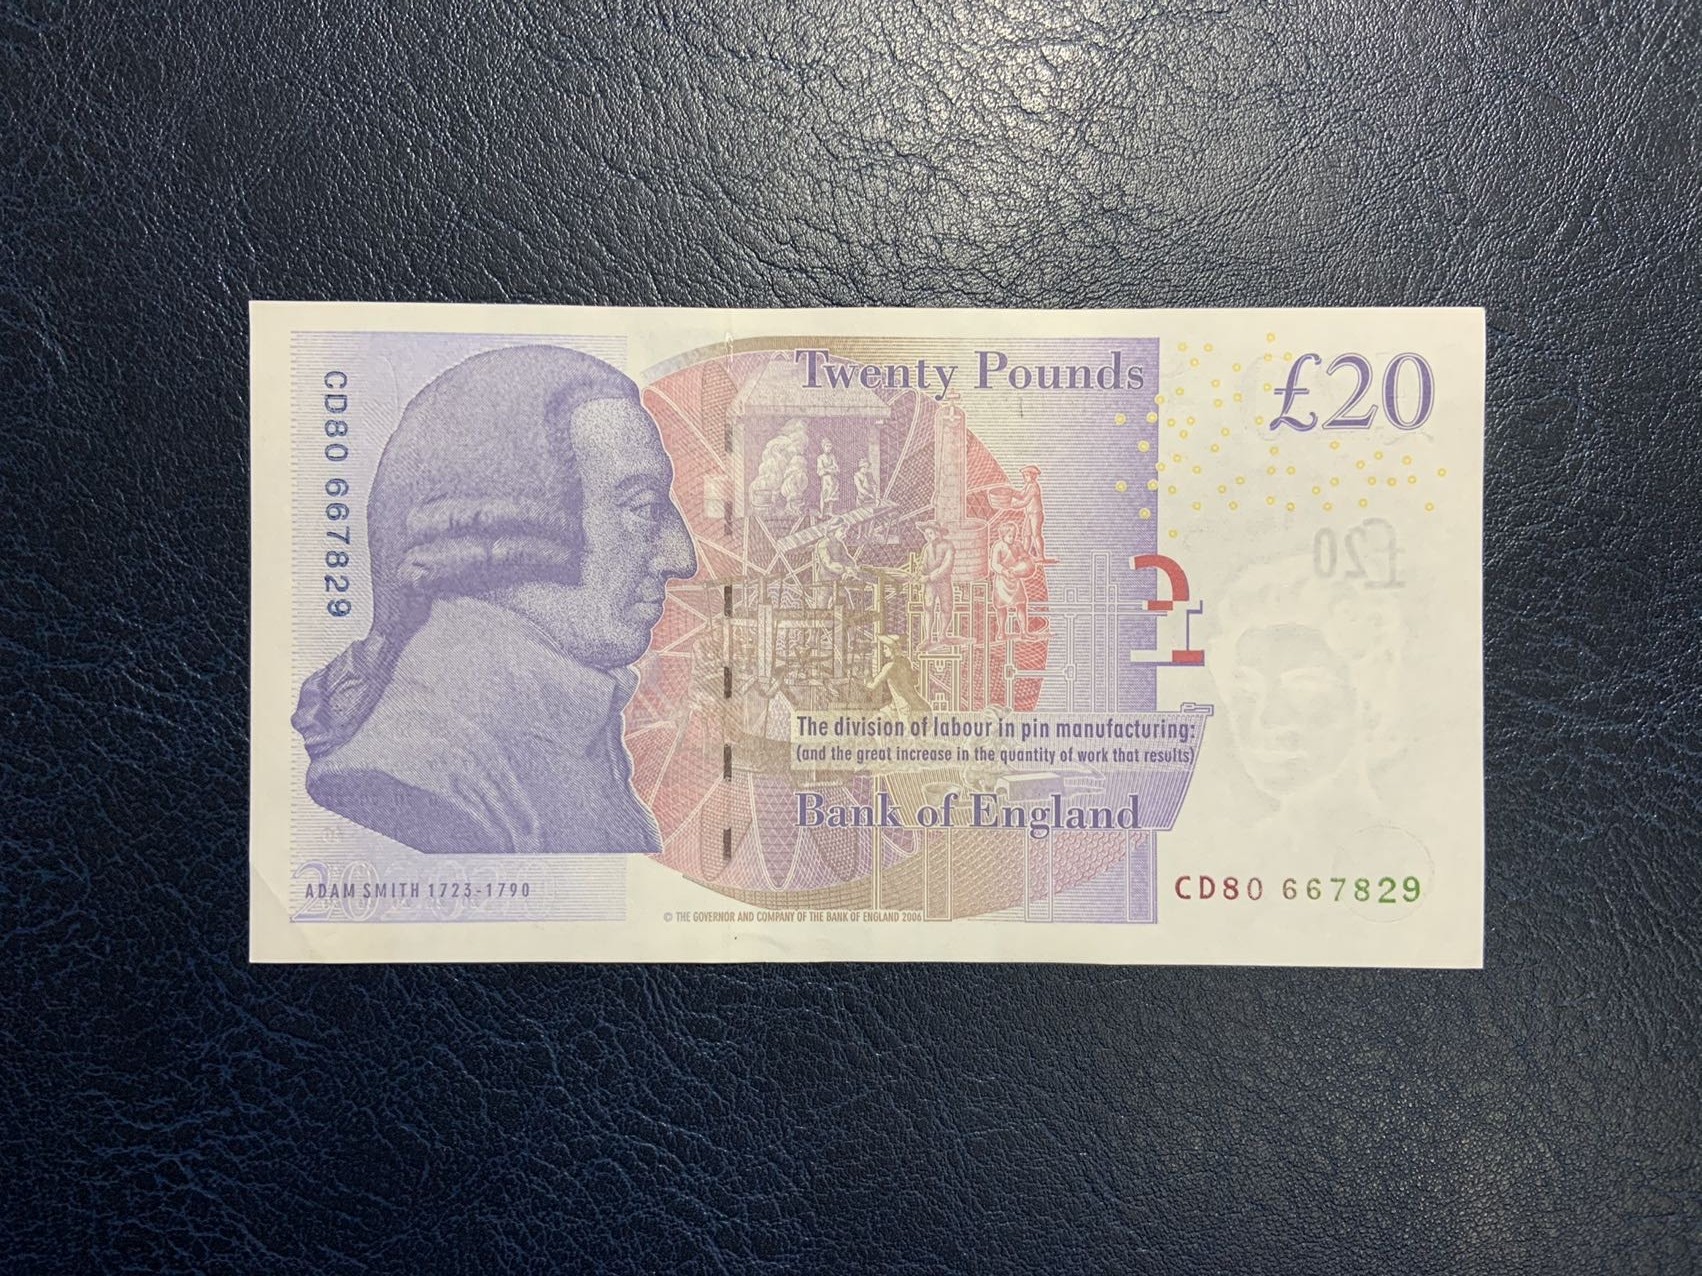 CD80 667829
Twenty Pounds
£20
£20
The division of labour in pin manufacturing:
(and the great increase in the quantity of work that results)
Bank of England
CD80 667829
202020
ADAM SMITH 1723-1790
© THE GOVERNOR AND COMPANY OF THE BANK OF ENGLAND 2006